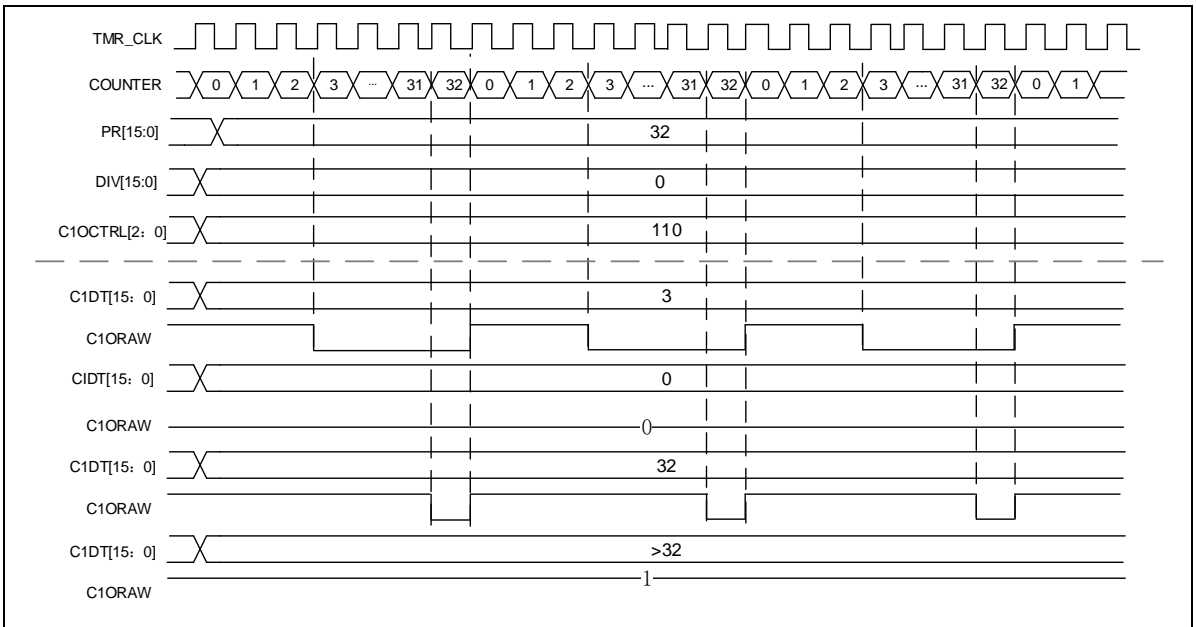 TMR_CLK
COUNTER 0 1 2 3 ... 31 32 0 1 2 3 ... 31 32 0 1 2 3 ... 31 32 0 1
PR[15:0] 32
DIV[15:0] 0
C1OCTRL[2：0] 110
C1DT[15：0] 3
C1ORAW
CIDT[15：0] 0
C1ORAW 0
C1DT[15：0] 32
C1ORAW
C1DT[15：0] >32
C1ORAW 1